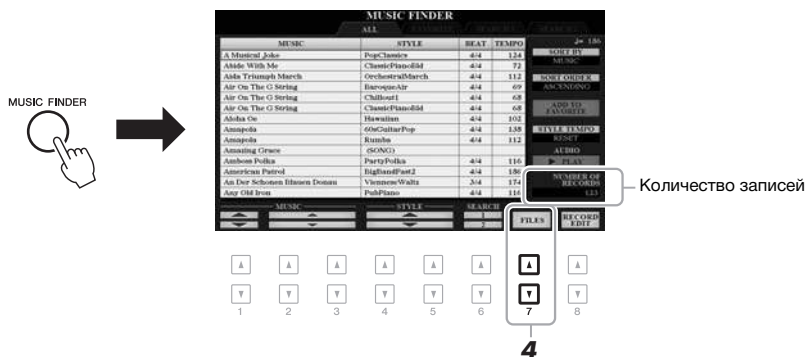 MUSIC FINDER
MUSIC FINDER
ALL FAVORITE SEARCH 1 SEARCH 2
MUSIC STYLE BEAT TEMPO
A Musical Joke PopClassics 4/4 124
Abide With Me ClassicPianoBld 4/4 72
Aida Triumph March OrchestralMarch 4/4 112
Air On The G String BaroqueAir 4/4 69
Air On The G String Chillout1 4/4 68
Air On The G String ClassicPianoBld 4/4 68
Aloha Oe Hawaiian 4/4 102
Amapola 60sGuitarPop 4/4 138
Amapola Rumba 4/4 112
Amazing Grace (SONG)
Amboss Polka PartyPolka 4/4 116
American Patrol BigBandFast2 4/4 186
An Der Schonen Blauen Donau VienneseWaltz 3/4 174
Any Old Iron PubPiano 4/4 116
♩= 186
SORT BY
MUSIC
SORT ORDER
ASCENDING
ADD TO
FAVORITE
STYLE TEMPO
RESET
AUDIO
▶ PLAY
NUMBER OF
RECORDS
123
Количество записей
MUSIC STYLE SEARCH
1
2
FILES
RECORD
EDIT
1 2 3 4 5 6 7 8
4